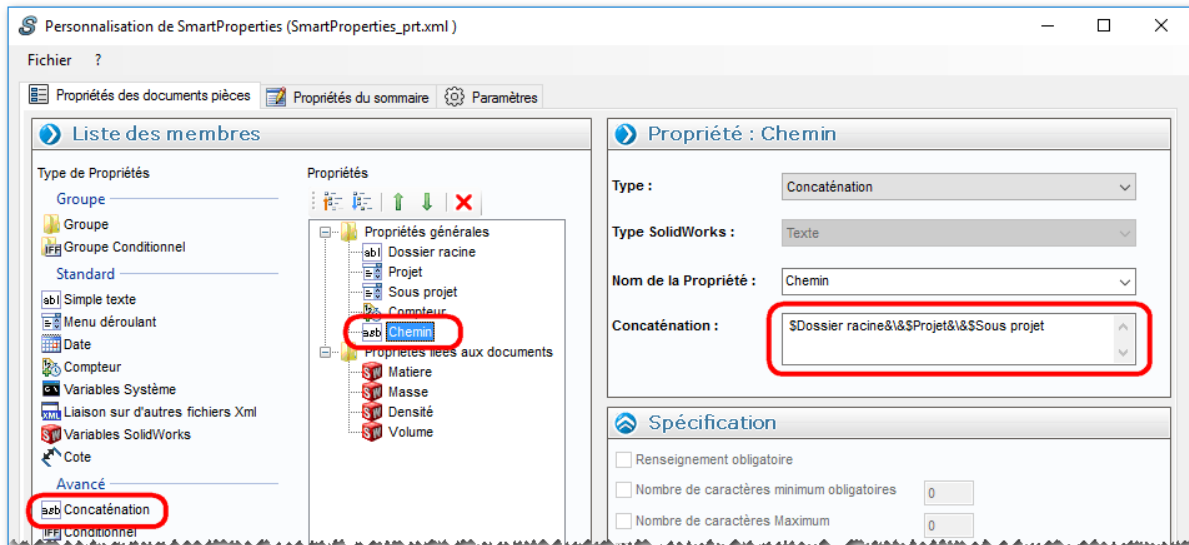 Personnalisation de SmartProperties (SmartProperties_prt.xml )
Fichier ?
Propriétés des documents pièces Propriétés du sommaire Paramètres
Liste des membres
Type de Propriétés
Groupe
Groupe
Groupe Conditionnel
Standard
Simple texte
Menu déroulant
Date
Compteur
Variables Système
Liaison sur d'autres fichiers Xml
Variables SolidWorks
Cote
Avancé
Concaténation
Conditionnel
Propriétés
Propriétés générales
Dossier racine
Projet
Sous projet
Compteur
Chemin
Propriétés liées aux documents
Matiere
Masse
Densité
Volume
Propriété : Chemin
Type : Concaténation
Type SolidWorks : Texte
Nom de la Propriété : Chemin
Concaténation : $Dossier racine&\&$Projet&\&$Sous projet
Spécification
Renseignement obligatoire
Nombre de caractères minimum obligatoires 0
Nombre de caractères Maximum 0